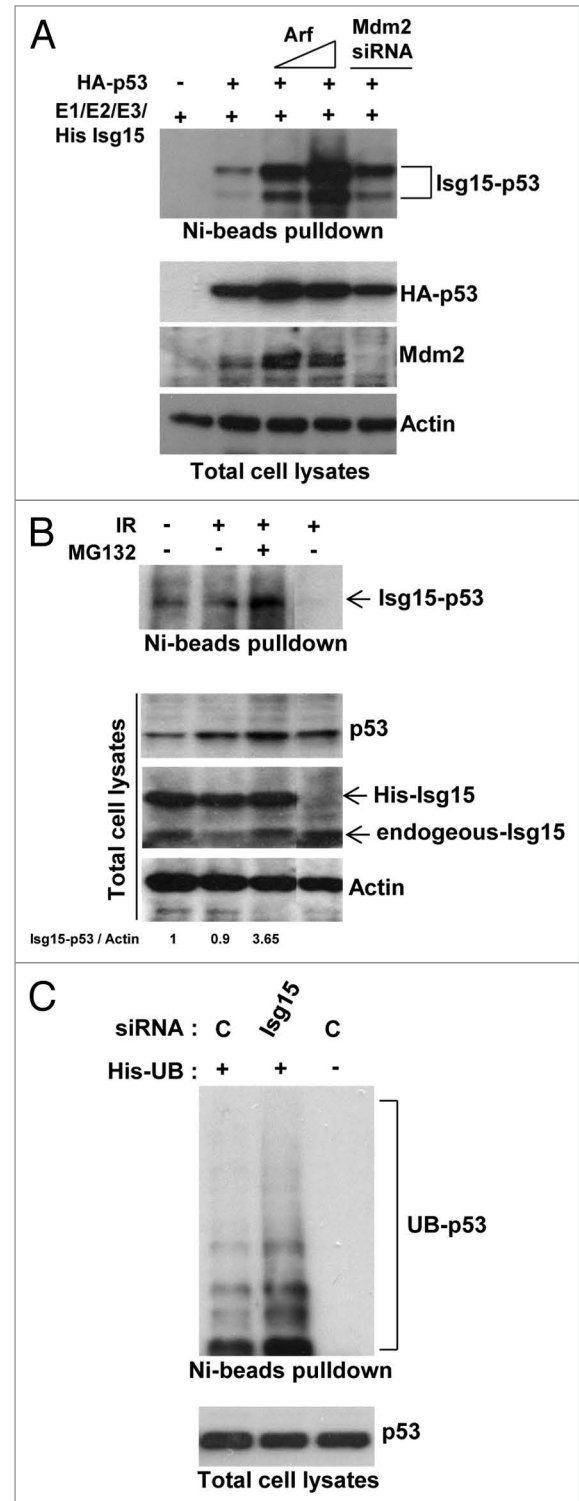 A
Arf
Mdm2
siRNA
HA-p53 - + + + +
E1/E2/E3/
His Isg15 + + + + +
Isg15-p53
Ni-beads pulldown
HA-p53
Mdm2
Actin
Total cell lysates
B
IR - + + +
MG132 - - + -
Isg15-p53
Ni-beads pulldown
Total cell lysates
p53
His-Isg15
endogeous-Isg15
Actin
Isg15-p53 / Actin 1 0.9 3.65
C
siRNA : C Isg15 C
His-UB : + + -
UB-p53
Ni-beads pulldown
p53
Total cell lysates